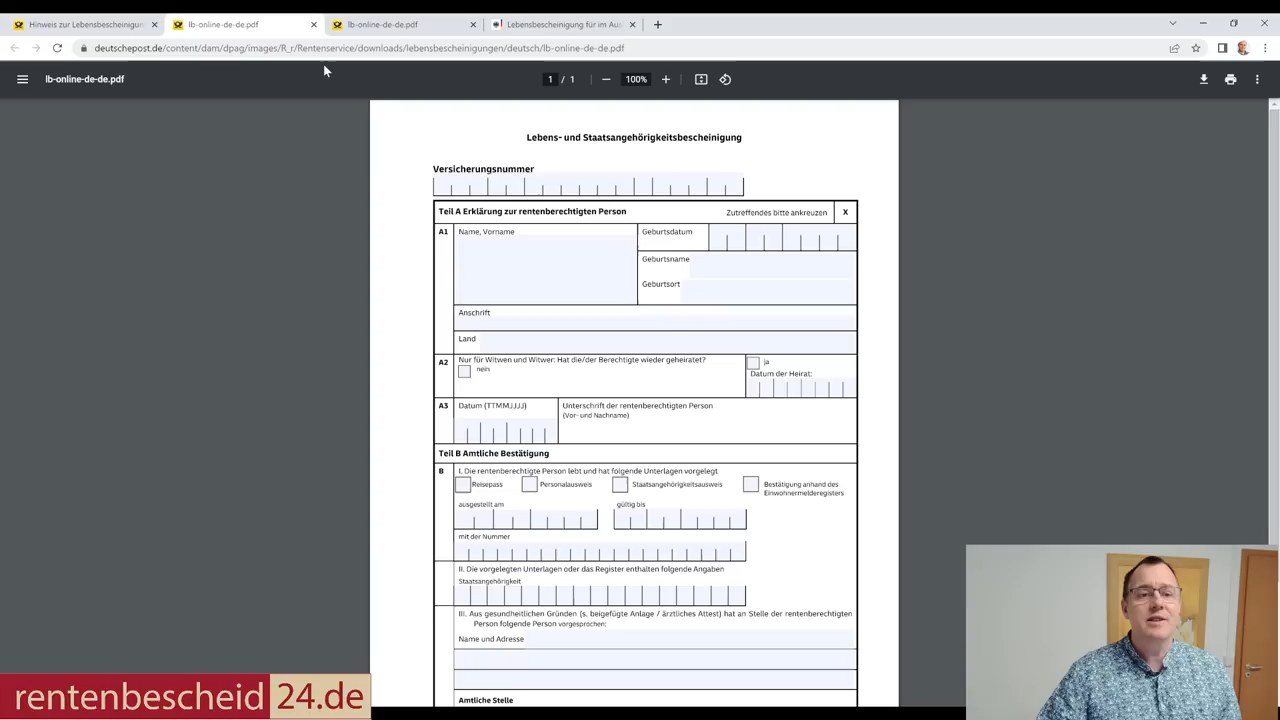 Hinweis zur Lebensbescheinigun
lb-online-de-de.pdf
lb-online-de-de.pdf
Lebensbescheinigung für im Aus
deutschepost.de/content/dam/dpag/images/R_r/Rentenservice/downloads/lebensbescheinigungen/deutsch/lb-online-de-de.pdf
lb-online-de-de.pdf
1 / 1
100%
Lebens- und Staatsangehörigkeitsbescheinigung
Versicherungsnummer
Teil A Erklärung zur rentenberechtigten Person
Zutreffendes bitte ankreuzen
X
A1
Name, Vorname
Geburtsdatum
Geburtsname
Geburtsort
Anschrift
Land
A2
Nur für Witwen und Witwer: Hat die/der Berechtigte wieder geheiratet?
nein
ja
Datum der Heirat:
A3
Datum (TTMMJJJJ)
Unterschrift der rentenberechtigten Person
(Vor- und Nachname)
Teil B Amtliche Bestätigung
B
I. Die rentenberechtigte Person lebt und hat folgende Unterlagen vorgelegt
Reisepass
Personalausweis
Staatsangehörigkeitsausweis
Bestätigung anhand des
Einwohnermelderegisters
ausgestellt am
gültig bis
mit der Nummer
II. Die vorgelegten Unterlagen oder das Register enthalten folgende Angaben
Staatsangehörigkeit
III. Aus gesundheitlichen Gründen (s. beigefügte Anlage / ärztliches Attest) hat an Stelle der rentenberechtigten
Person folgende Person vorgesprochen:
Name und Adresse
Amtliche Stelle
rentenbescheid24.de